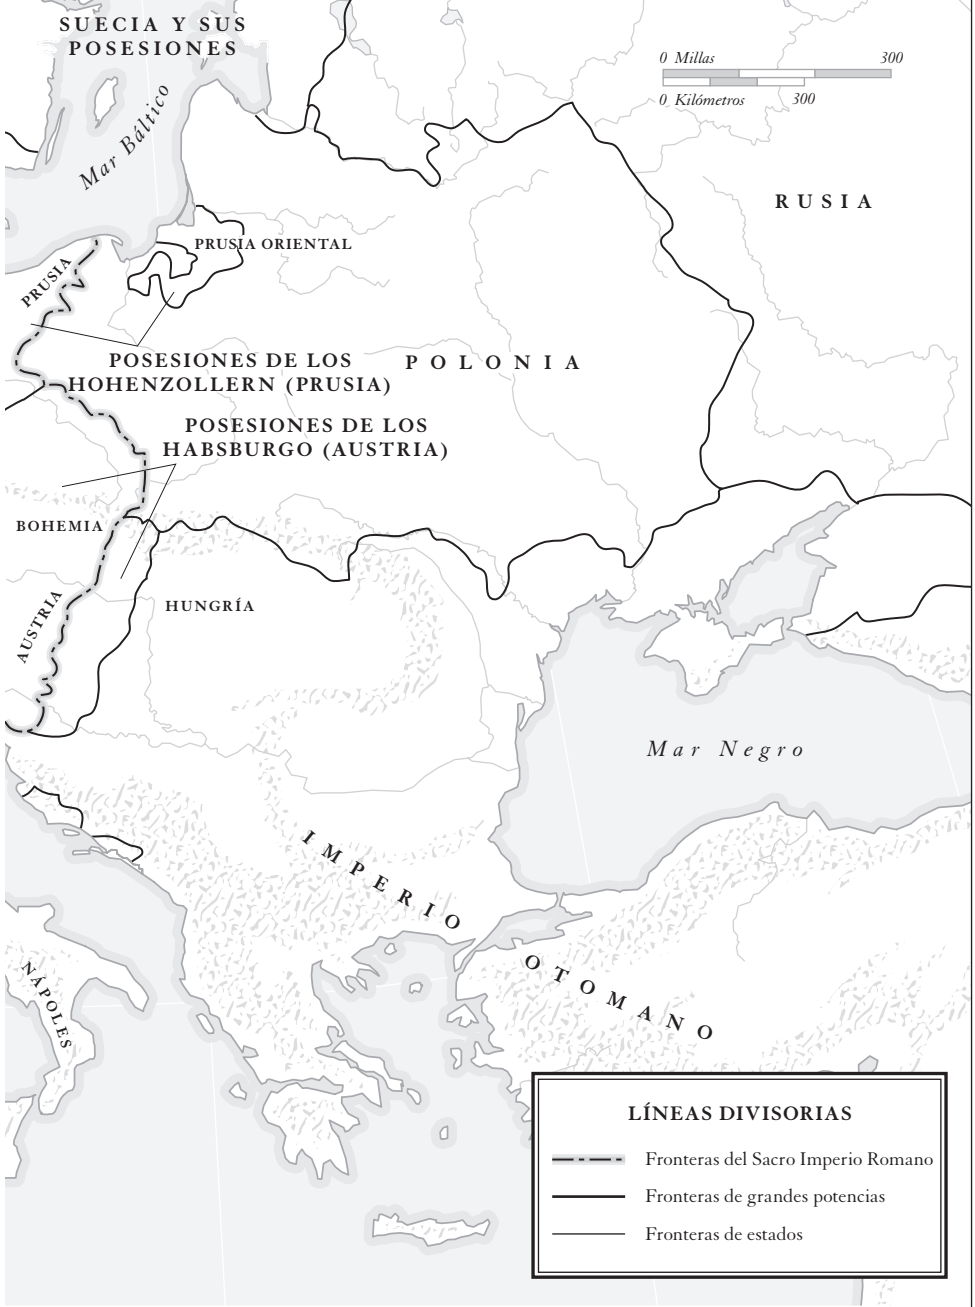 SUECIA Y SUS
POSESIONES
0 Millas 300
0 Kilómetros 300
Mar Báltico
RUSIA
PRUSIA ORIENTAL
PRUSIA
POSESIONES DE LOS
HOHENZOLLERN (PRUSIA)
POLONIA
POSESIONES DE LOS
HABSBURGO (AUSTRIA)
BOHEMIA
HUNGRÍA
AUSTRIA
Mar Negro
IMPERIO
OTOMANO
NÁPOLES
LÍNEAS DIVISORIAS
Fronteras del Sacro Imperio Romano
Fronteras de grandes potencias
Fronteras de estados